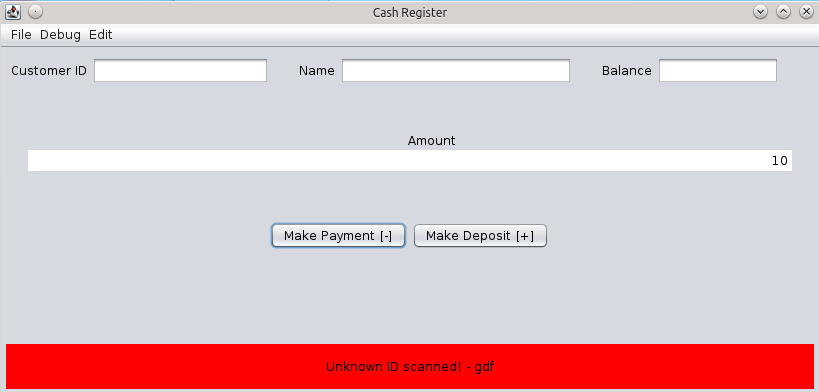 Cash Register
File Debug Edit
Customer ID Name Balance
Amount
10
Make Payment [-] Make Deposit [+]
Unknown ID scanned! - gdf